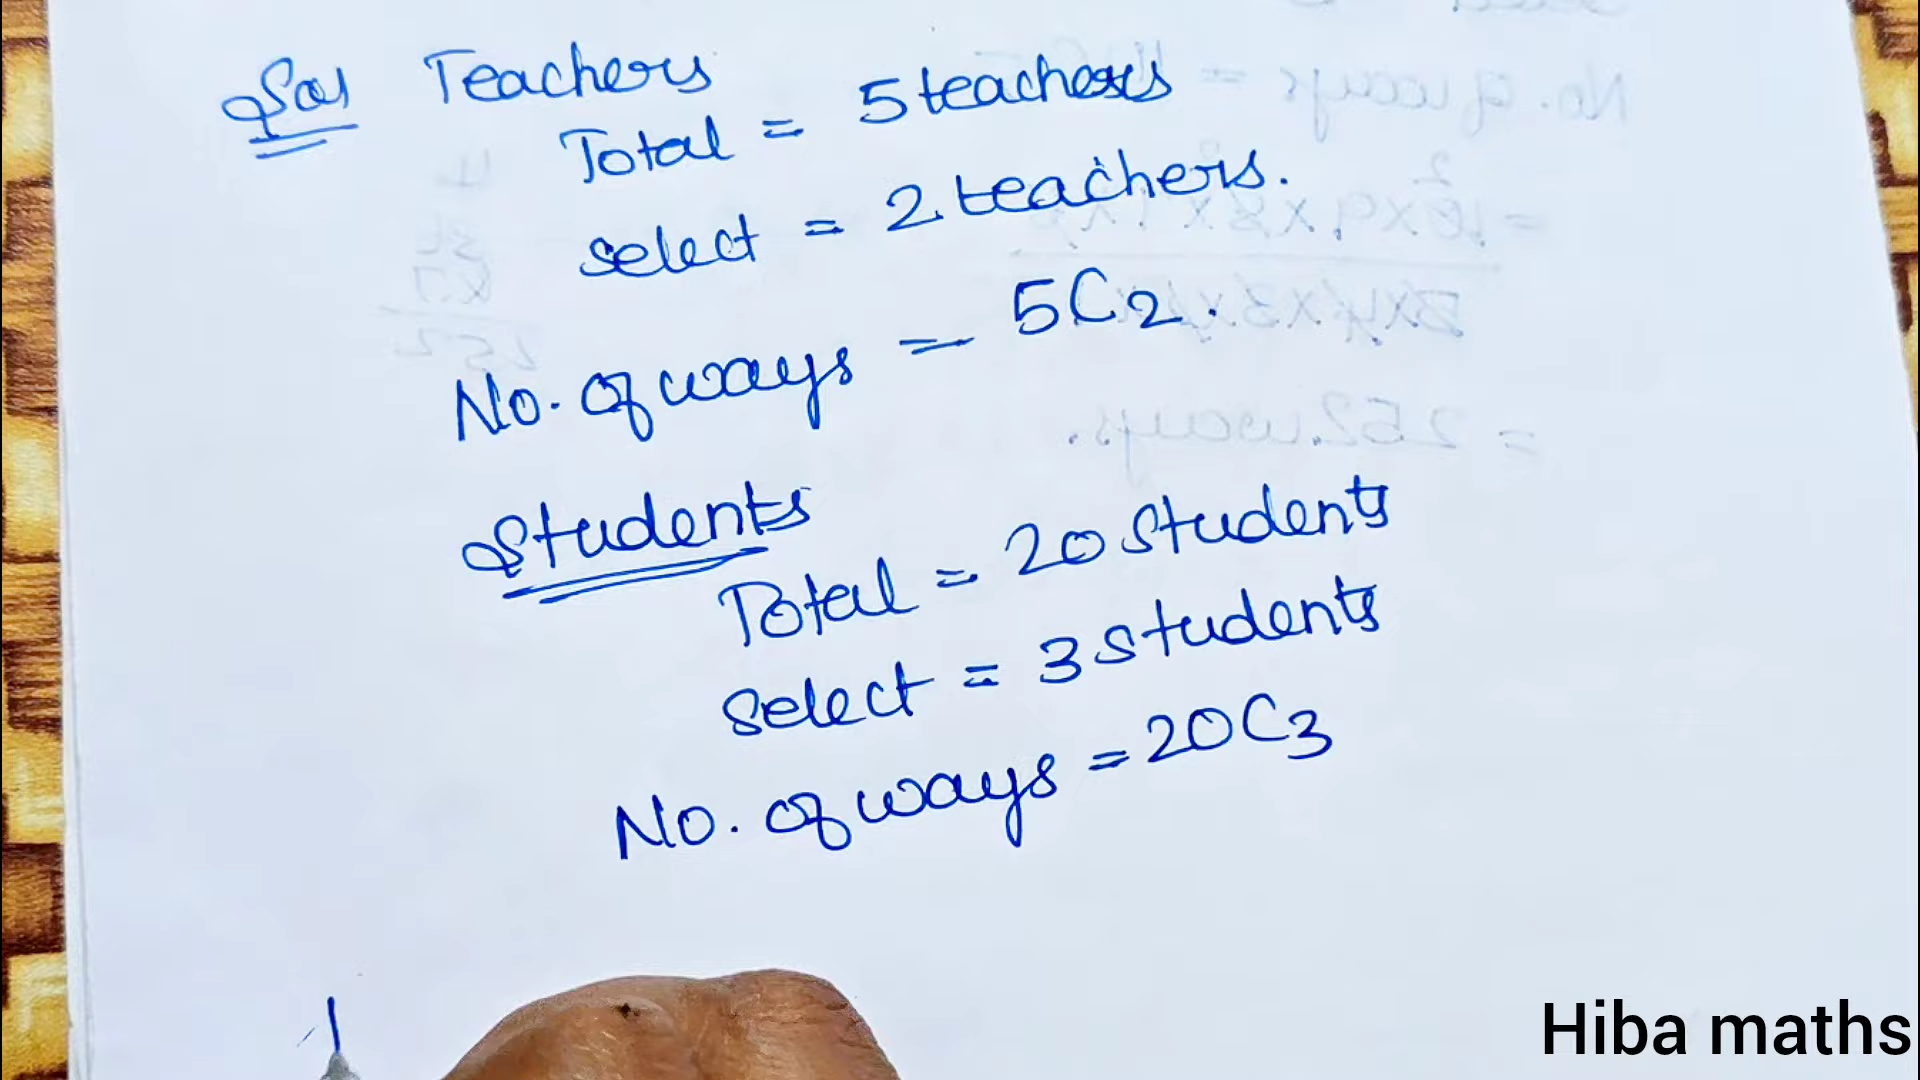 Sol Teachers
Total = 5 teachers
select = 2 teachers.
No. of ways = 5C2.
Students
Total = 20 students
Select = 3 students
No. of ways = 20C3
Hiba maths